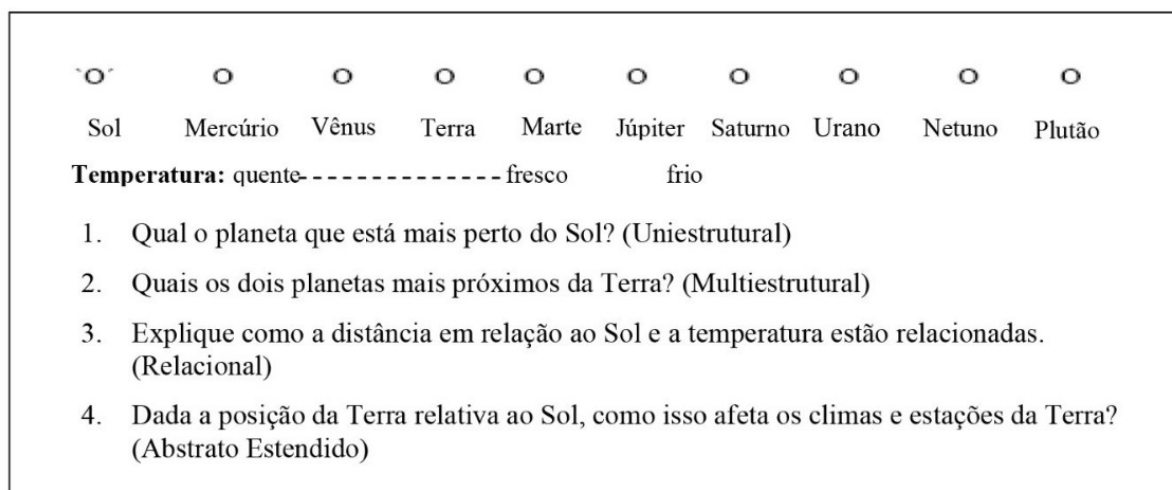 Sol Mercúrio Vênus Terra Marte Júpiter Saturno Urano Netuno Plutão
Temperatura: quente- - - - - - - - - - - - - - fresco frio
1. Qual o planeta que está mais perto do Sol? (Uniestrutural)
2. Quais os dois planetas mais próximos da Terra? (Multiestrutural)
3. Explique como a distância em relação ao Sol e a temperatura estão relacionadas.
(Relacional)
4. Dada a posição da Terra relativa ao Sol, como isso afeta os climas e estações da Terra?
(Abstrato Estendido)